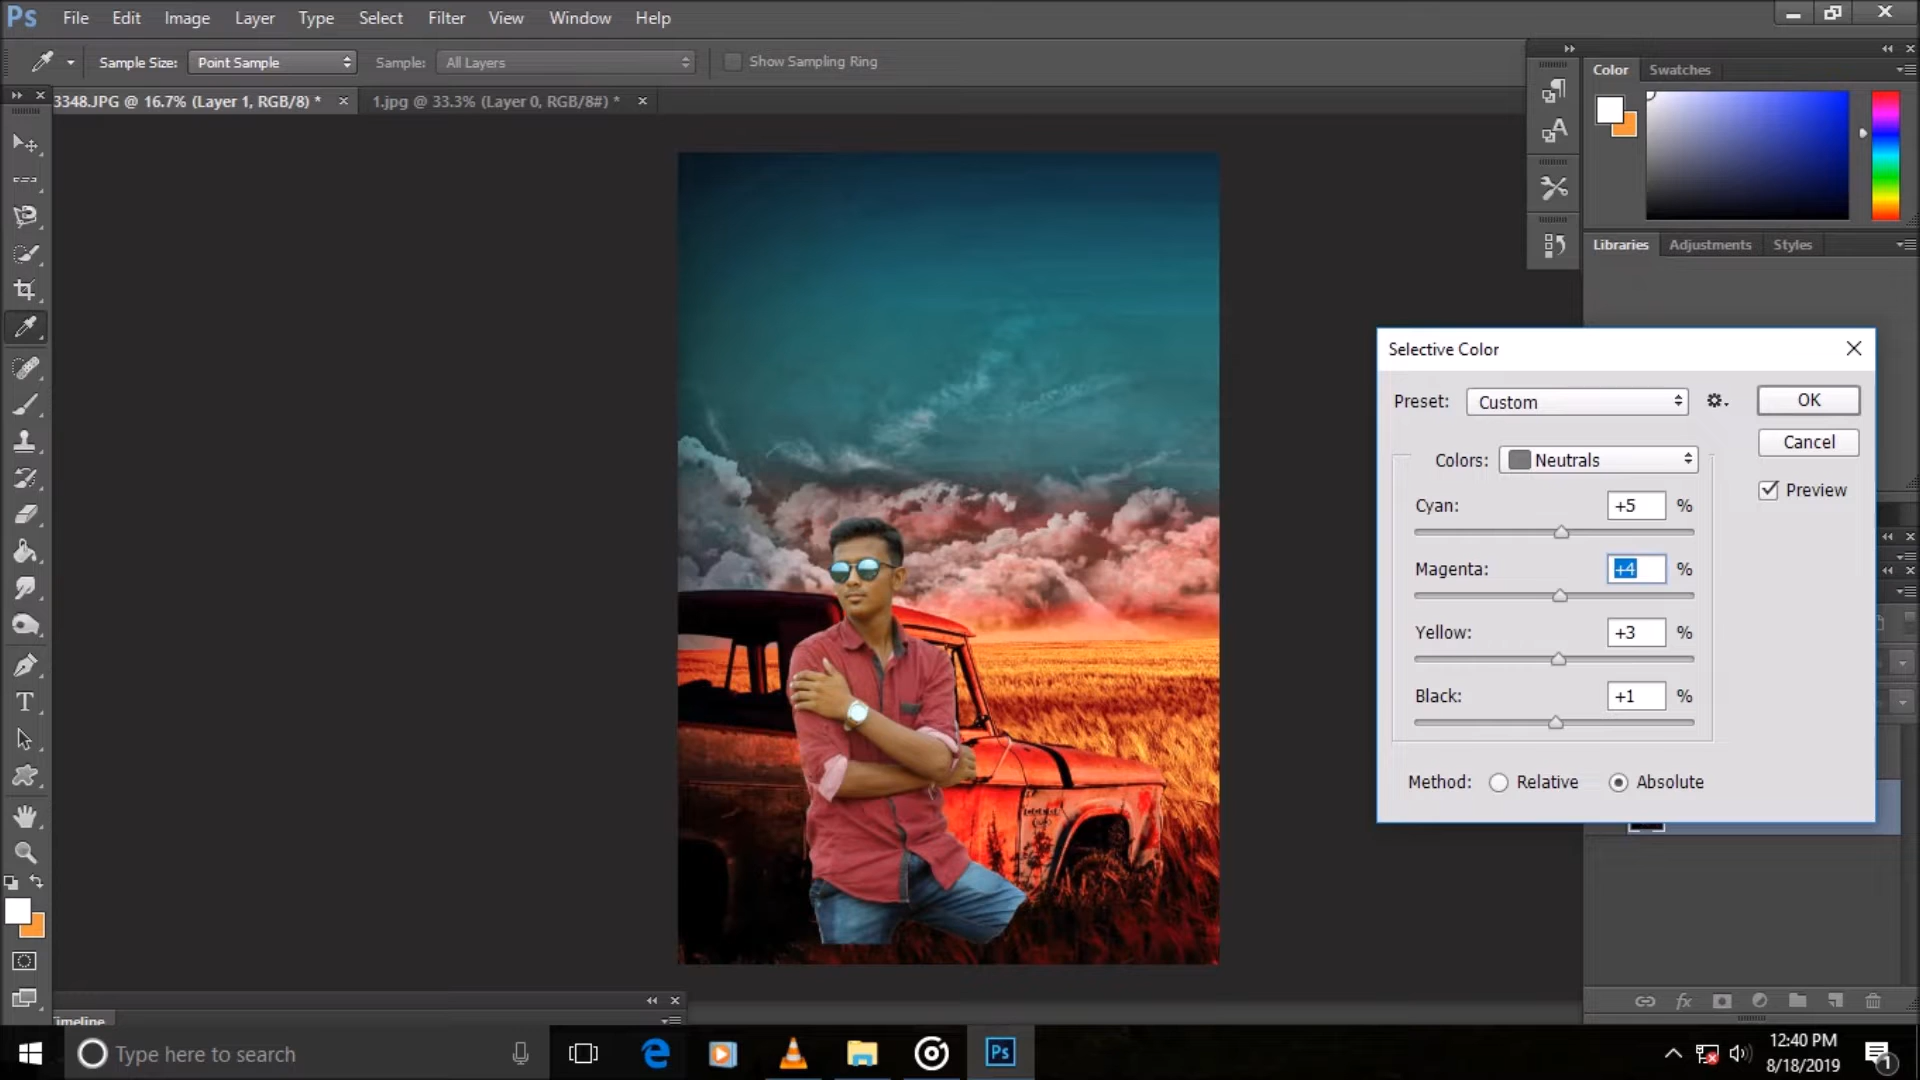 Ps File Edit Image Layer Type Select Filter View Window Help
Sample Size: Point Sample Sample: All Layers Show Sampling Ring
3348.JPG @ 16.7% (Layer 1, RGB/8) * × 1.jpg @ 33.3% (Layer 0, RGB/8#) * ×
Color Swatches
Libraries Adjustments Styles
Selective Color
Preset: Custom OK
Cancel
Colors: Neutrals
Preview
Cyan: +5 %
Magenta: +4 %
Yellow: +3 %
Black: +1 %
Method: Relative Absolute
fx
Timeline
Type here to search
Ps
12:40 PM
8/18/2019
1